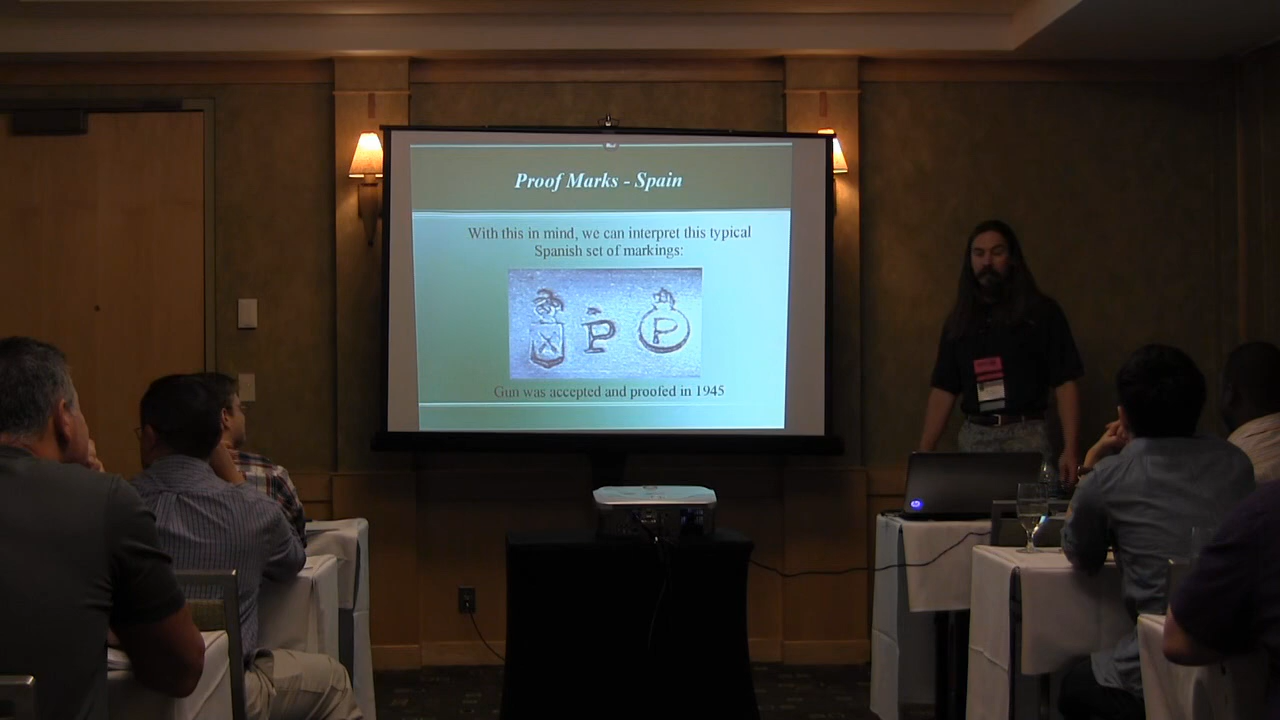 Proof Marks - Spain
With this in mind, we can interpret this typical
Spanish set of markings:
X P P
Gun was accepted and proofed in 1945
hp